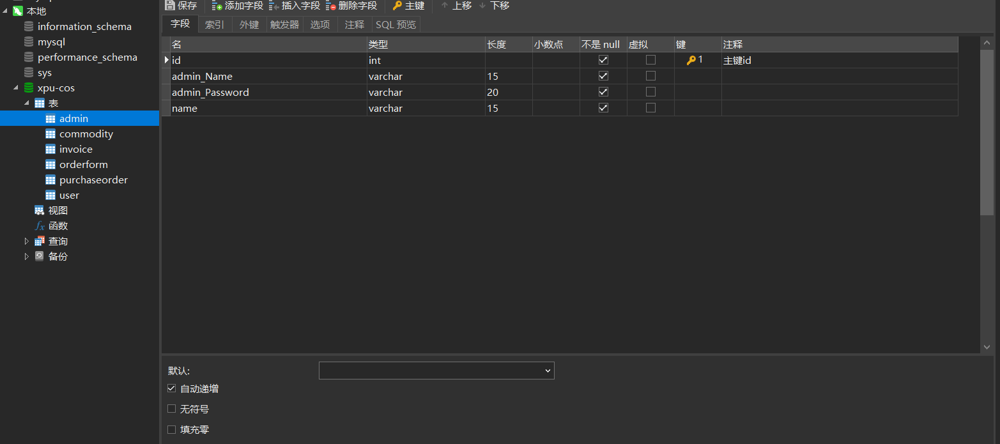 保存 添加字段 插入字段 删除字段 主键 上移 下移
字段 索引 外键 触发器 选项 注释 SQL 预览
本地
information_schema
mysql
performance_schema
sys
xpu-cos
表
admin
commodity
invoice
orderform
purchaseorder
user
视图
函数
查询
备份
名 类型 长度 小数点 不是 null 虚拟 键 注释
id int 1 主键id
admin_Name varchar 15
admin_Password varchar 20
name varchar 15
默认:
自动递增
无符号
填充零